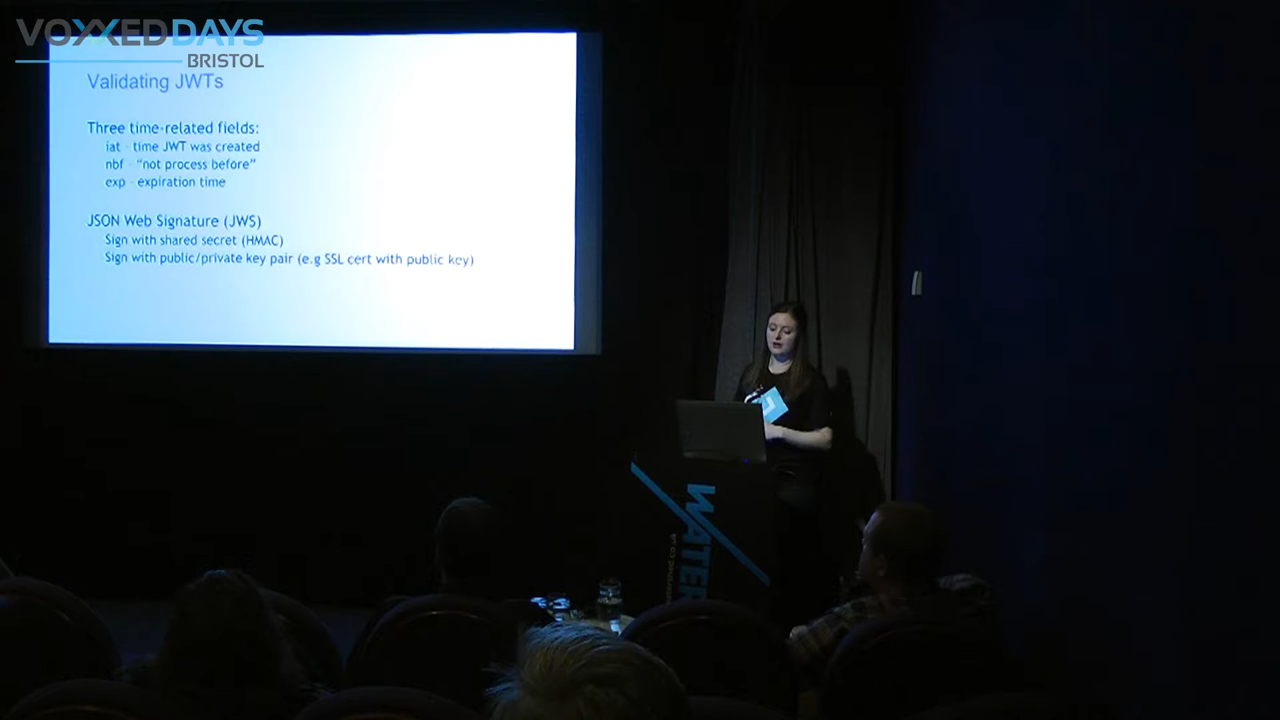 VOXXEDDAYS
BRISTOL
Validating JWTs
Three time-related fields:
iat - time JWT was created
nbf - “not process before”
exp - expiration time
JSON Web Signature (JWS)
Sign with shared secret (HMAC)
Sign with public/private key pair (e.g SSL cert with public key)
WATER